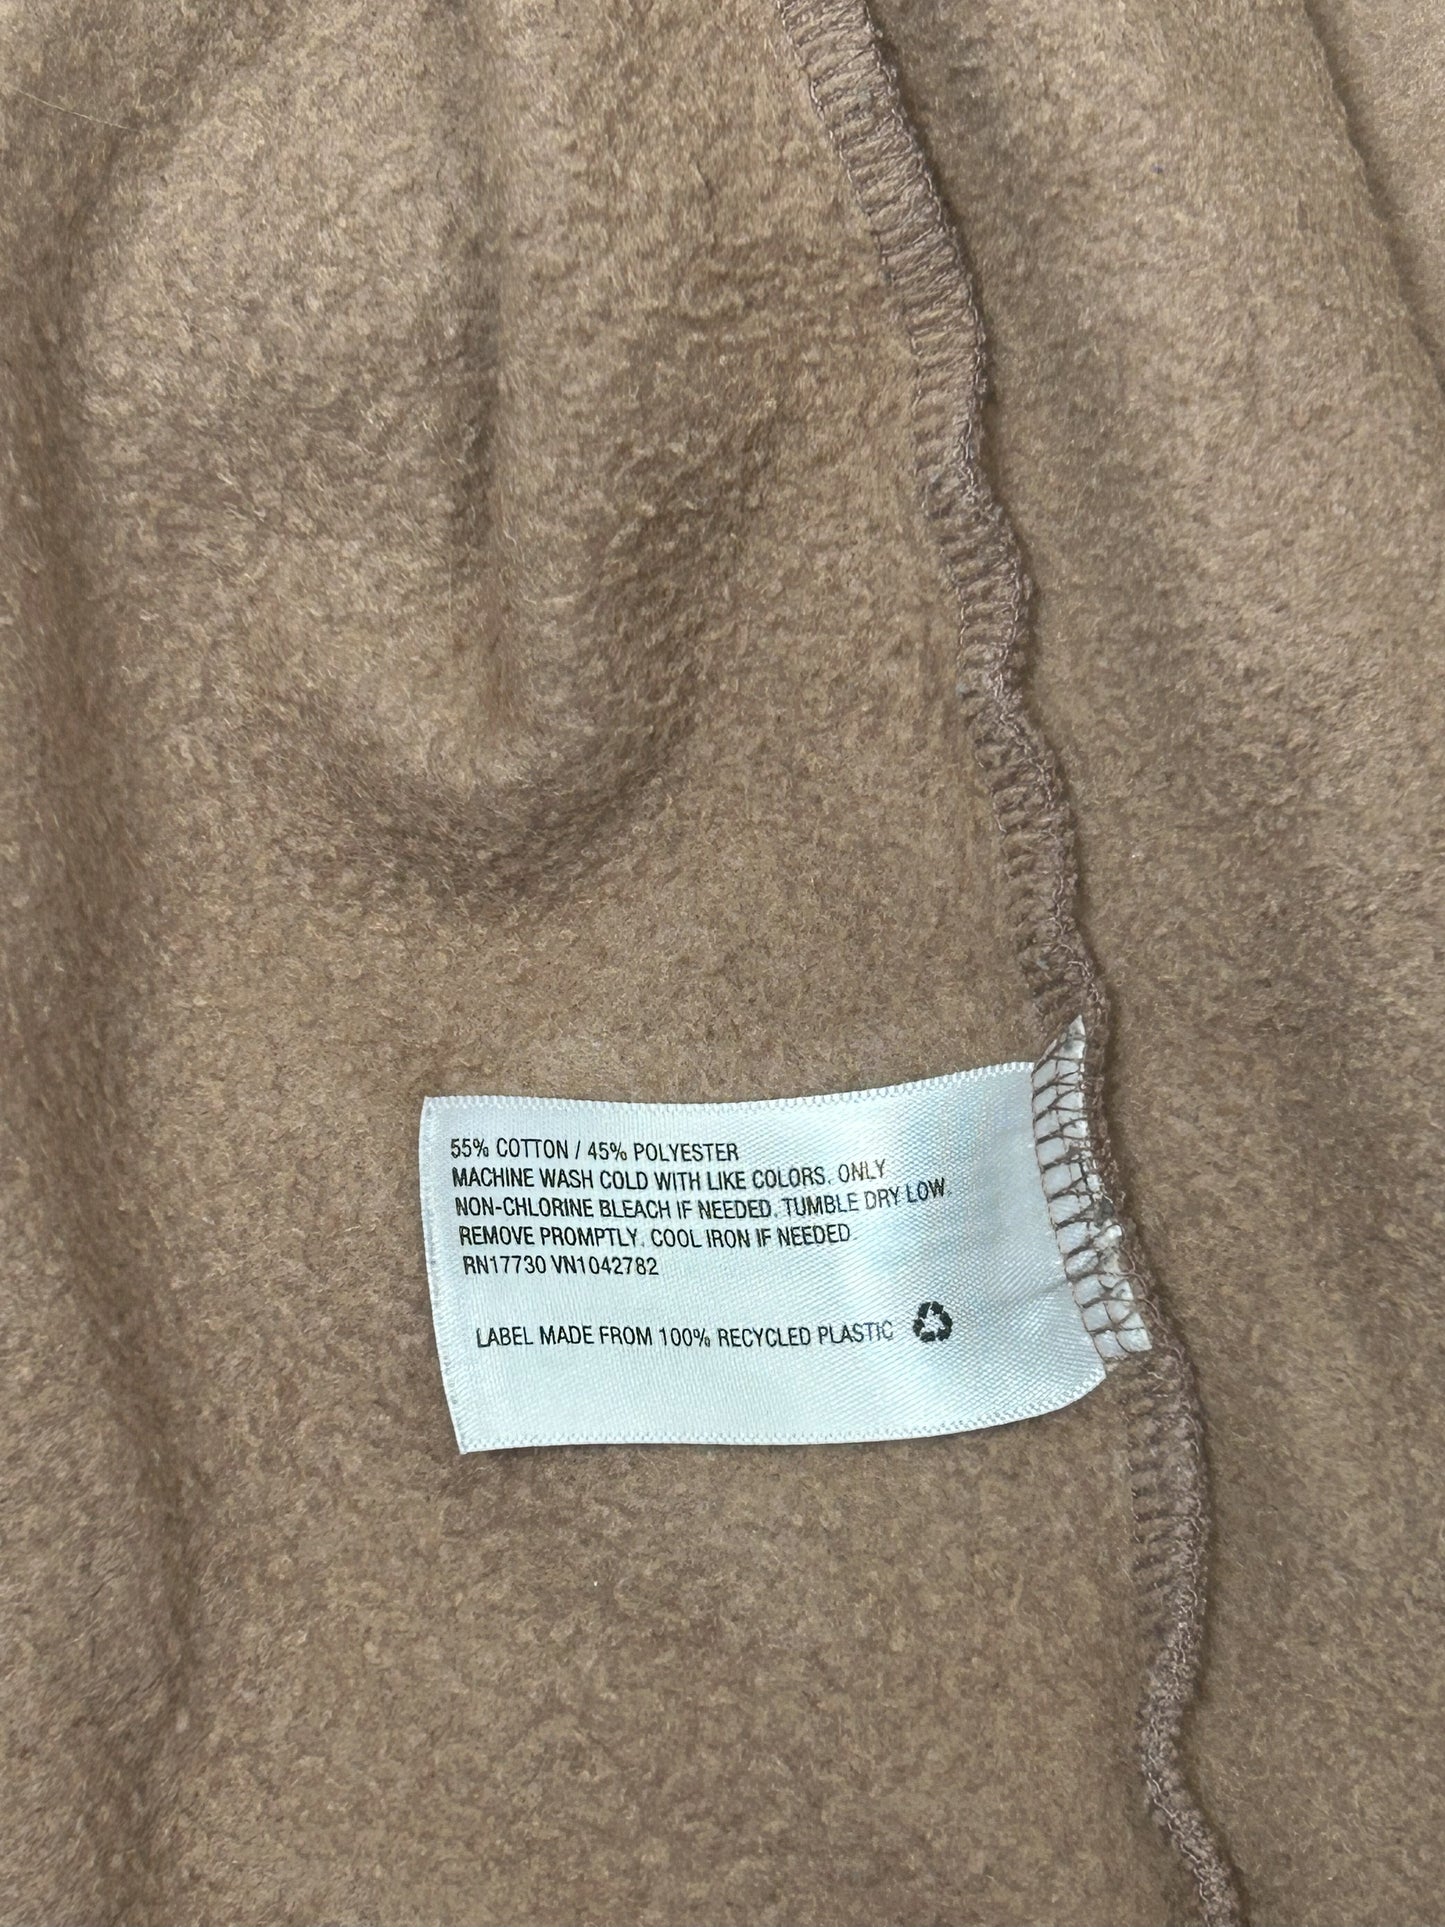 55% COTTON / 45% POLYESTER
MACHINE WASH COLD WITH LIKE COLORS. ONLY
NON-CHLORINE BLEACH IF NEEDED. TUMBLE DRY LOW.
REMOVE PROMPTLY. COOL IRON IF NEEDED.
RN17730 VN1042782
LABEL MADE FROM 100% RECYCLED PLASTIC